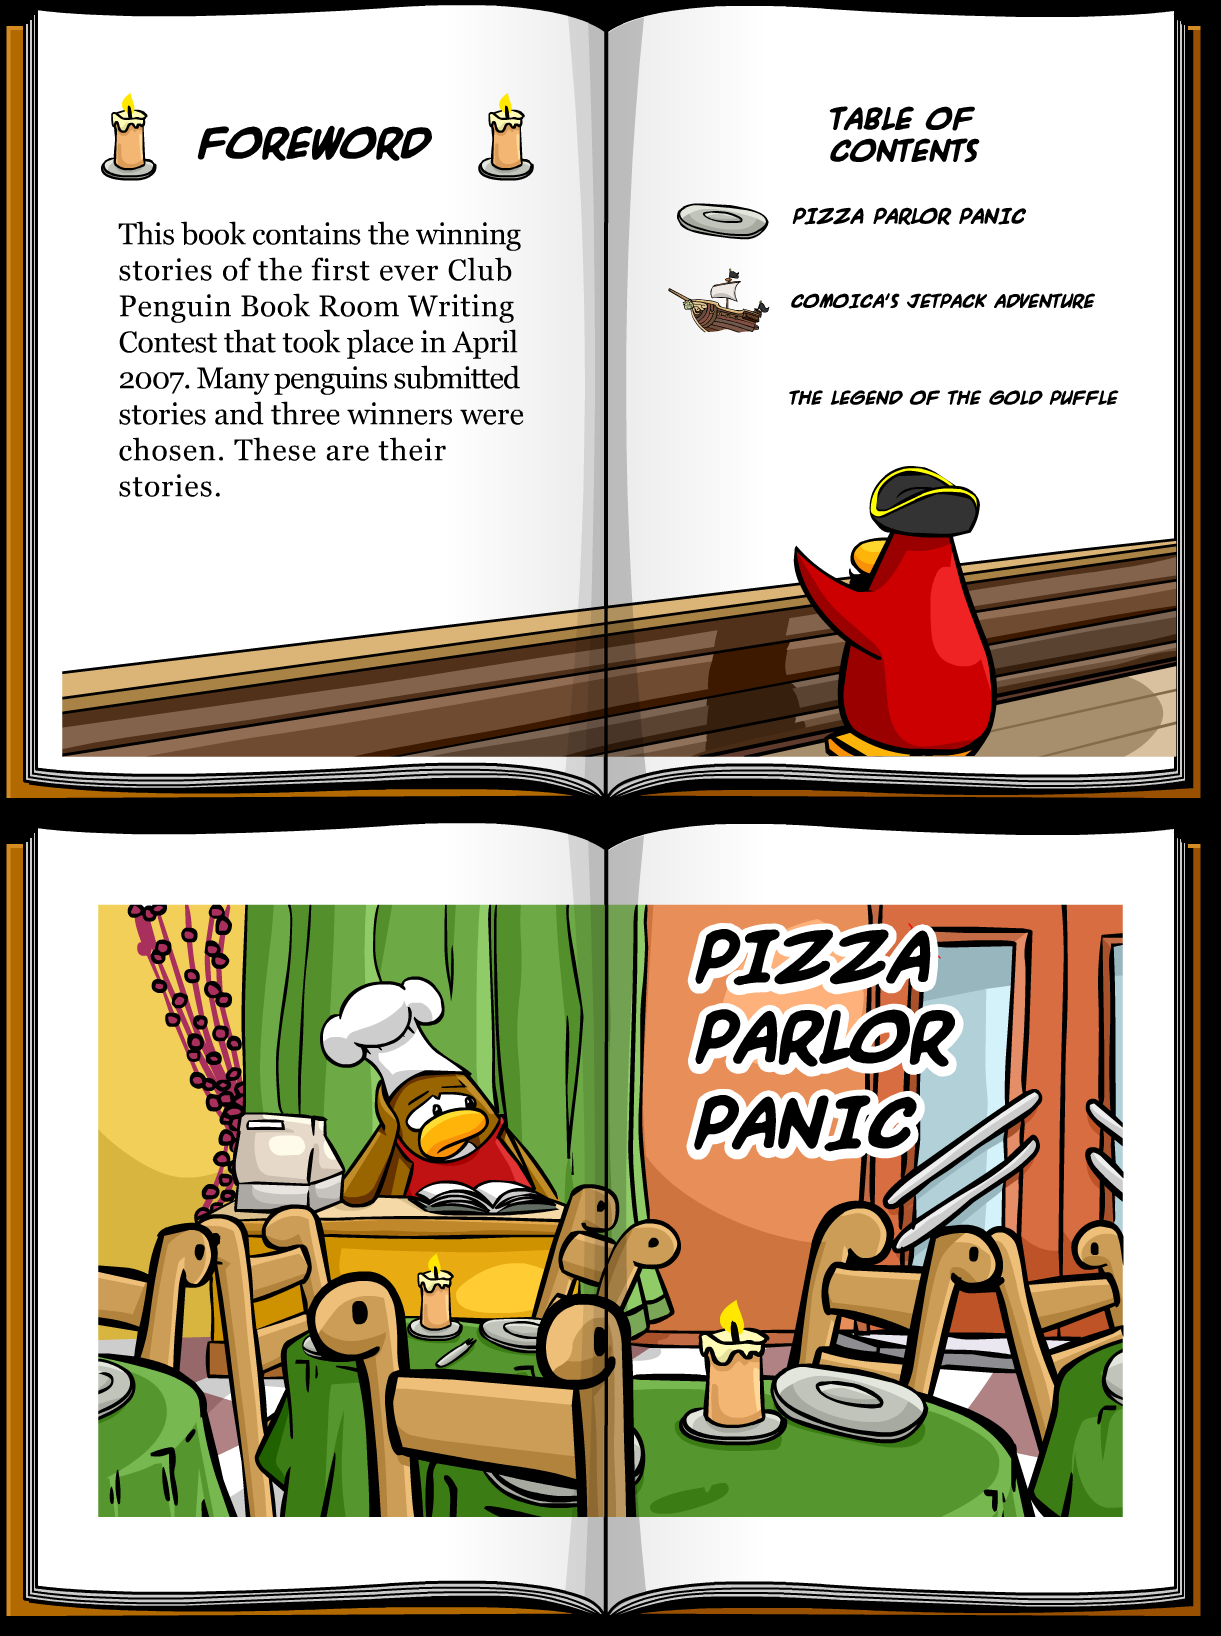 FOREWORD
This book contains the winning
stories of the first ever Club
Penguin Book Room Writing
Contest that took place in April
2007. Many penguins submitted
stories and three winners were
chosen. These are their
stories.
TABLE OF
CONTENTS
PIZZA PARLOR PANIC
COMOICA'S JETPACK ADVENTURE
THE LEGEND OF THE GOLD PUFFLE
PIZZA
PARLOR
PANIC